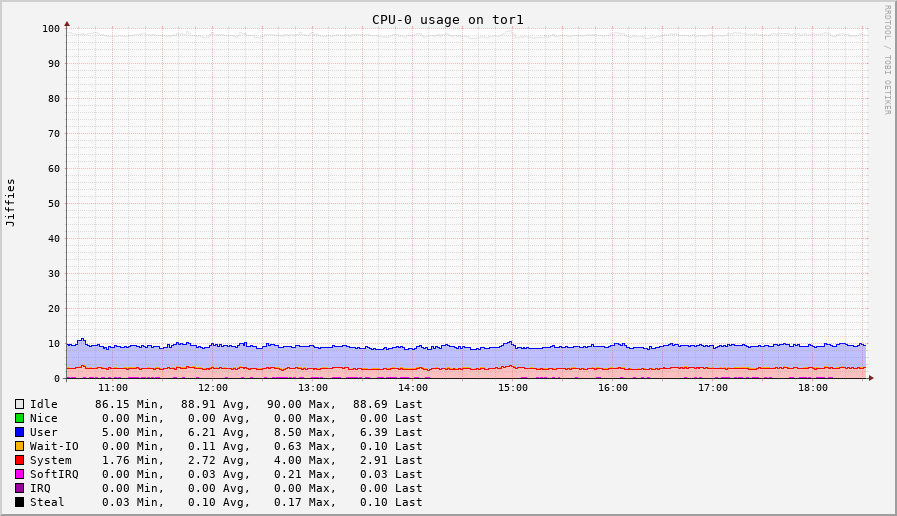 CPU-0 usage on tor1
RRDTOOL / TOBI OETIKER
Jiffies
100
90
80
70
60
50
40
30
20
10
0
11:00 12:00 13:00 14:00 15:00 16:00 17:00 18:00
Idle 86.15 Min, 88.91 Avg, 90.00 Max, 88.69 Last
Nice 0.00 Min, 0.00 Avg, 0.00 Max, 0.00 Last
User 5.00 Min, 6.21 Avg, 8.50 Max, 6.39 Last
Wait-IO 0.00 Min, 0.11 Avg, 0.63 Max, 0.10 Last
System 1.76 Min, 2.72 Avg, 4.00 Max, 2.91 Last
SoftIRQ 0.00 Min, 0.03 Avg, 0.21 Max, 0.03 Last
IRQ 0.00 Min, 0.00 Avg, 0.00 Max, 0.00 Last
Steal 0.03 Min, 0.10 Avg, 0.17 Max, 0.10 Last